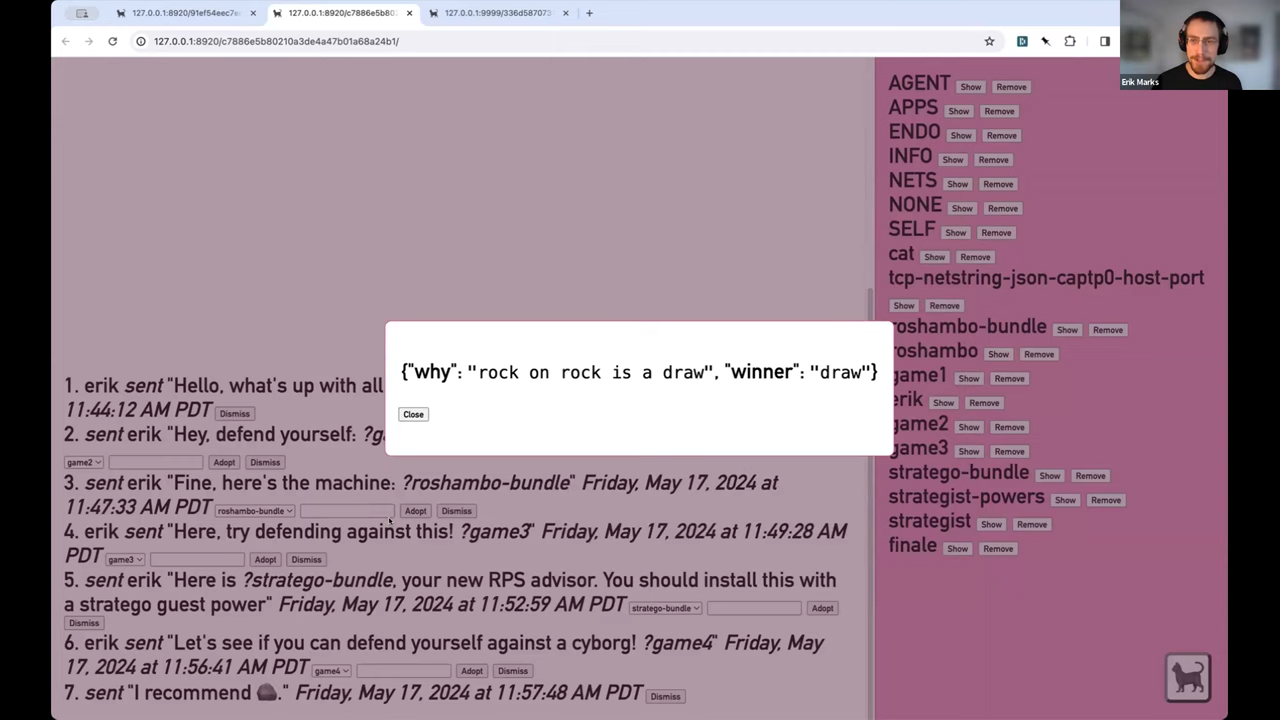 127.0.0.1:8920/91ef54eec7e
127.0.0.1:8920/c7886e5b802
127.0.0.1:9999/336d587073
127.0.0.1:8920/c7886e5b80210a3de4a47b01a68a24b1/
Erik Marks
1. erik sent "Hello, what's up with all
11:44:12 AM PDT Dismiss
2. sent erik "Hey, defend yourself: ?g
game2 Adopt Dismiss
3. sent erik "Fine, here's the machine: ?roshambo-bundle" Friday, May 17, 2024 at
11:47:33 AM PDT roshambo-bundle Adopt Dismiss
4. erik sent "Here, try defending against this! ?game3" Friday, May 17, 2024 at 11:49:28 AM
PDT game3 Adopt Dismiss
5. sent erik "Here is ?stratego-bundle, your new RPS advisor. You should install this with
a stratego guest power" Friday, May 17, 2024 at 11:52:59 AM PDT stratego-bundle Adopt
Dismiss
6. erik sent "Let's see if you can defend yourself against a cyborg! ?game4" Friday, May
17, 2024 at 11:56:41 AM PDT game4 Adopt Dismiss
7. sent "I recommend 🪨." Friday, May 17, 2024 at 11:57:48 AM PDT Dismiss
{"why": "rock on rock is a draw", "winner": "draw"}
Close
AGENT Show Remove
APPS Show Remove
ENDO Show Remove
INFO Show Remove
NETS Show Remove
NONE Show Remove
SELF Show Remove
cat Show Remove
tcp-netstring-json-captp0-host-port
Show Remove
roshambo-bundle Show Remove
roshambo Show Remove
game1 Show Remove
erik Show Remove
game2 Show Remove
game3 Show Remove
stratego-bundle Show Remove
strategist-powers Show Remove
strategist Show Remove
finale Show Remove